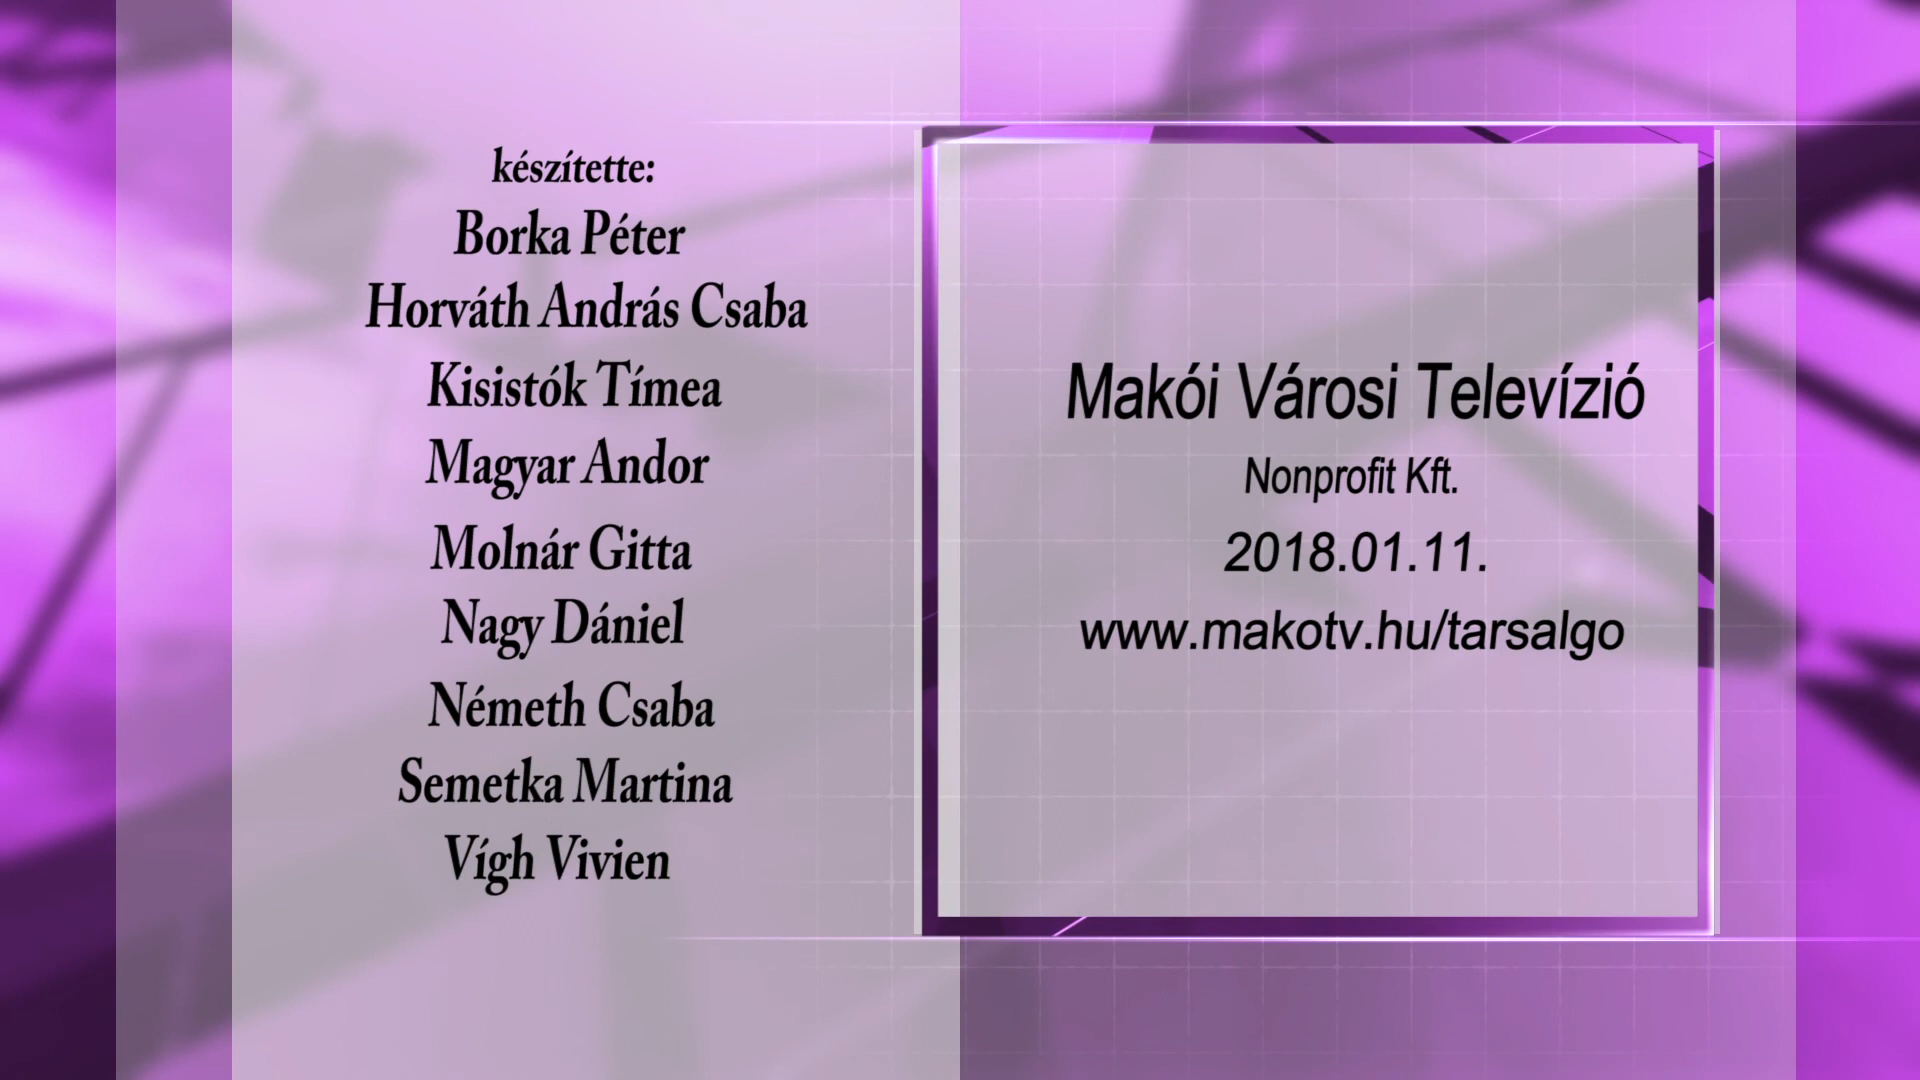 készítette:
Borka Péter
Horváth András Csaba
Kisistók Tímea
Magyar Andor
Molnár Gitta
Nagy Dániel
Németh Csaba
Semetka Martina
Vígh Vivien
Makói Városi Televízió
Nonprofit Kft.
2018.01.11.
www.makotv.hu/tarsalgo